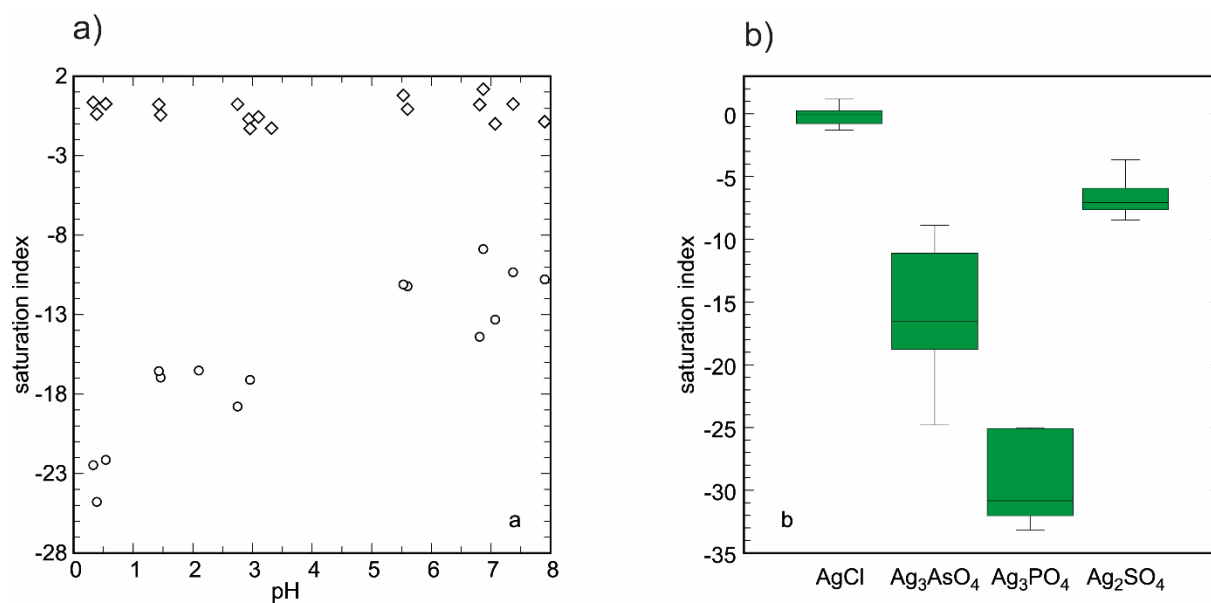 a)
saturation index
2
-3
-8
-13
-18
-23
-28
0 1 2 3 4 5 6 7 8
pH
a
b)
saturation index
0
-5
-10
-15
-20
-25
-30
-35
b
AgCl Ag₃AsO₄ Ag₃PO₄ Ag₂SO₄